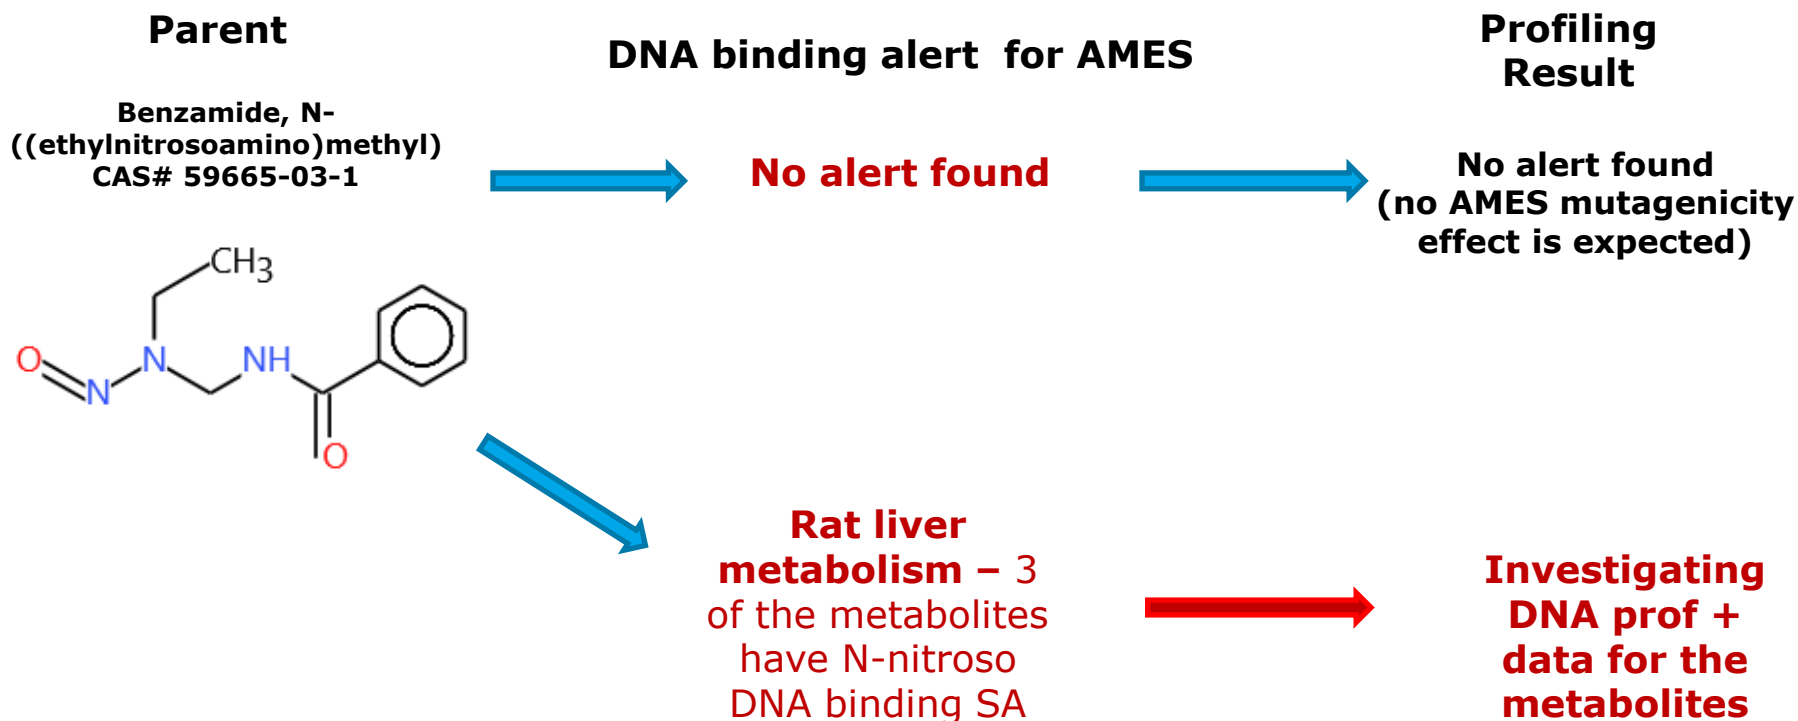 Parent
DNA binding alert for AMES
Profiling
Result
Benzamide, N-
((ethylnitrosoamino)methyl)
CAS# 59665-03-1
No alert found
No alert found
(no AMES mutagenicity
effect is expected)
CH3
O
N
N
NH
O
Rat liver
metabolism – 3
of the metabolites
have N-nitroso
DNA binding SA
Investigating
DNA prof +
data for the
metabolites